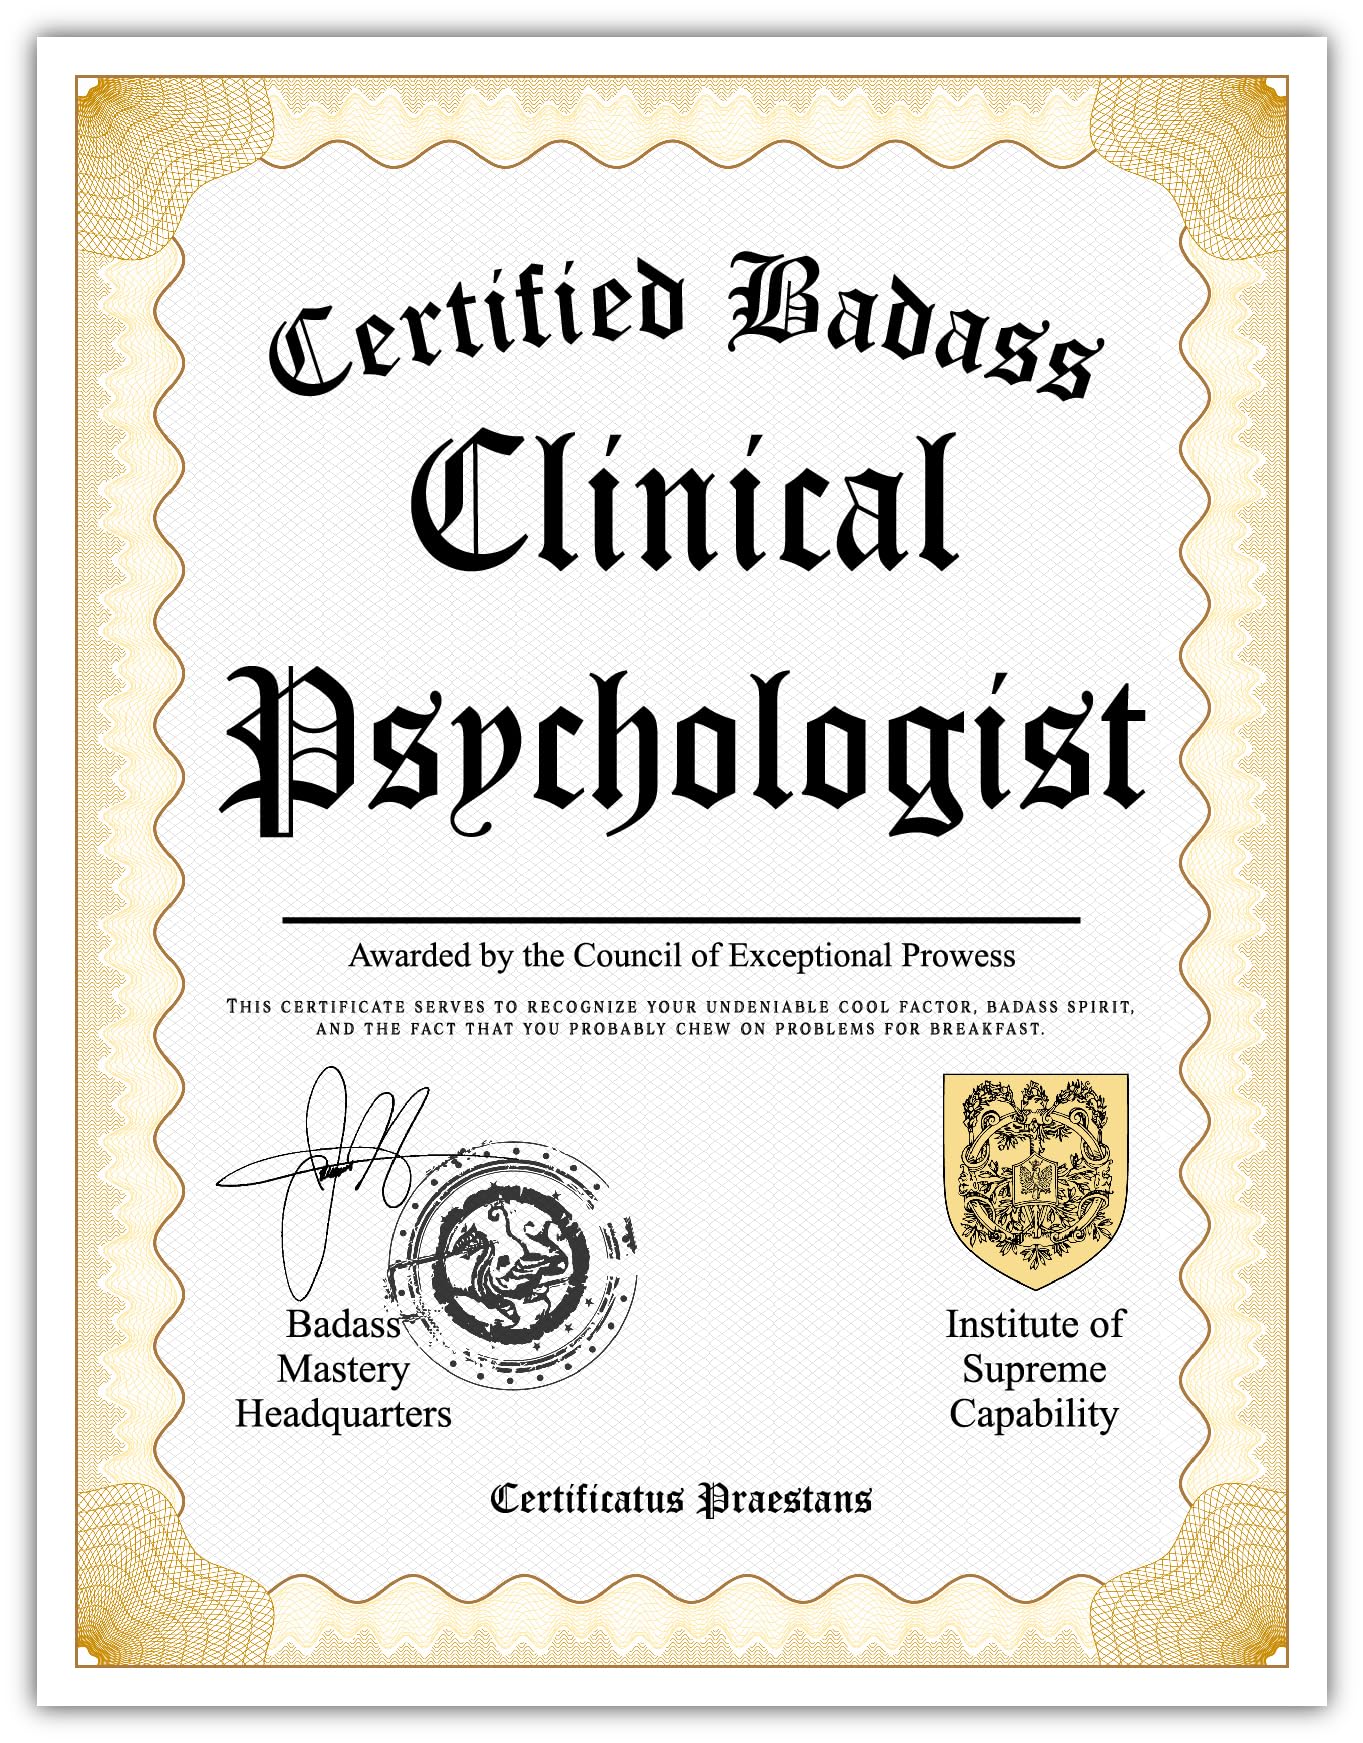 Certified Badass
Clinical
Psychologist
Awarded by the Council of Exceptional Prowess
THIS CERTIFICATE SERVES TO RECOGNIZE YOUR UNDENIABLE COOL FACTOR, BADASS SPIRIT,
AND THE FACT THAT YOU PROBABLY CHEW ON PROBLEMS FOR BREAKFAST.
Badass
Mastery
Headquarters
Institute of
Supreme
Capability
Certificatus Praestans